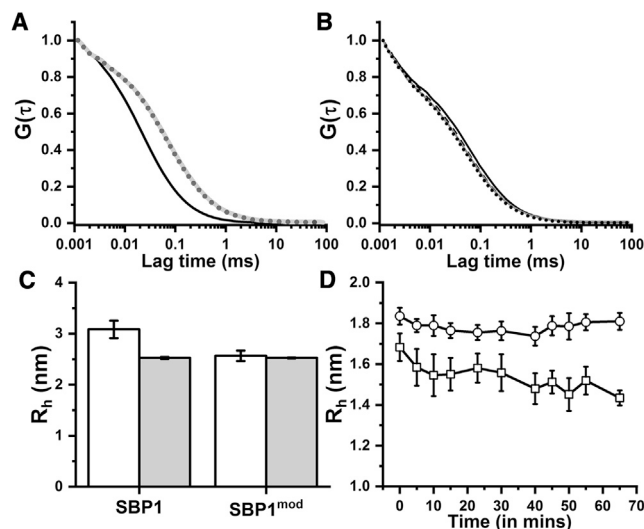 A
G(τ)
1.0
0.8
0.6
0.4
0.2
0.0
0.001 0.01 0.1 1 10 100
Lag time (ms)
B
G(τ)
1.0
0.8
0.6
0.4
0.2
0.0
0.001 0.01 0.1 1 10 100
Lag time (ms)
C
Rh (nm)
4
3
2
1
0
SBP1 SBP1mod
D
Rh (nm)
2.0
1.8
1.6
1.4
1.2
0 10 20 30 40 50 60 70
Time (in mins)